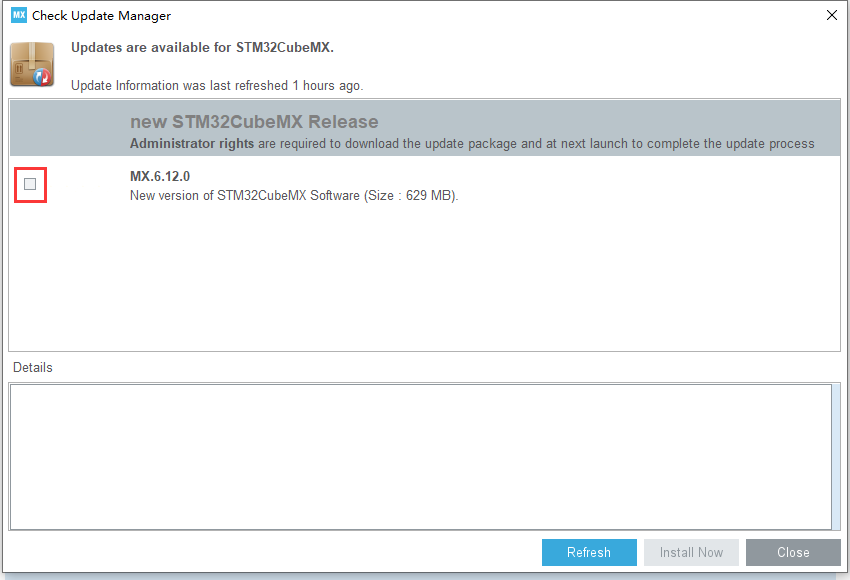 MX Check Update Manager
Updates are available for STM32CubeMX.
Update Information was last refreshed 1 hours ago.
new STM32CubeMX Release
Administrator rights are required to download the update package and at next launch to complete the update process
MX.6.12.0
New version of STM32CubeMX Software (Size : 629 MB).
Details
Refresh Install Now Close